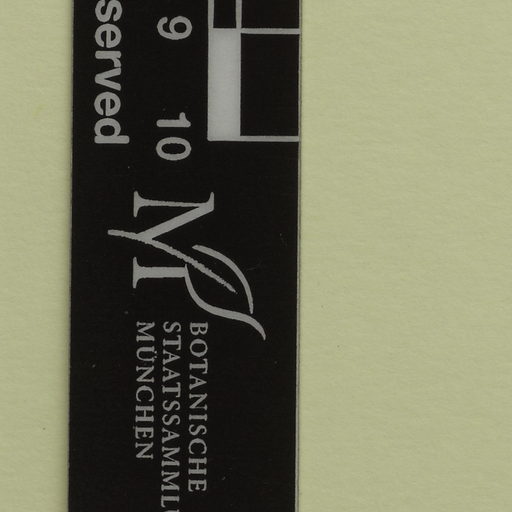 served
9 10
M
BOTANISCHE
STAATSSAMML
MÜNCHEN